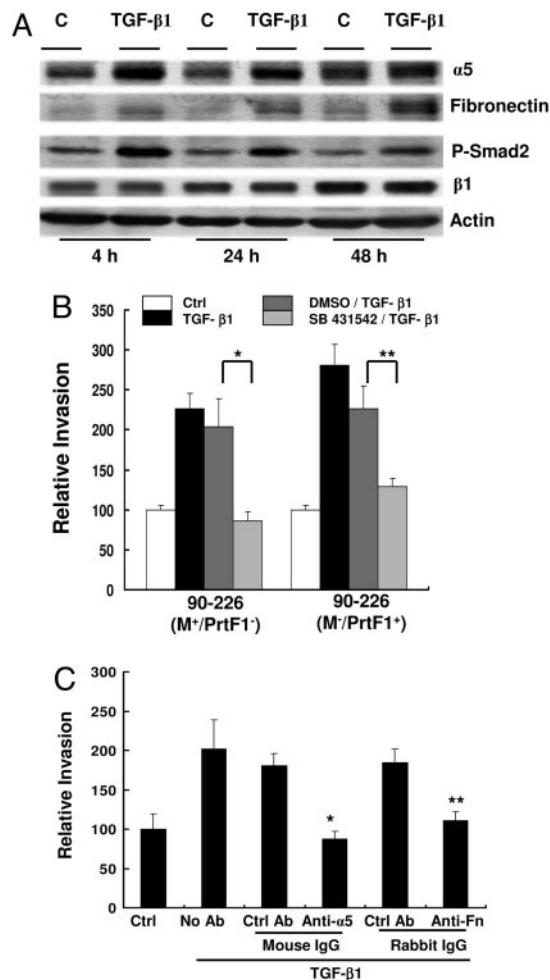 A
C TGF-β1 C TGF-β1 C TGF-β1
α5
Fibronectin
P-Smad2
β1
Actin
4 h 24 h 48 h
B
Ctrl
TGF- β1
DMSO / TGF- β1
SB 431542 / TGF- β1
Relative Invasion
350
300
250
200
150
100
50
0
*
**
90-226
(M+/PrtF1-)
90-226
(M-/PrtF1+)
C
Relative Invasion
300
250
200
150
100
50
0
*
**
Ctrl No Ab Ctrl Ab Anti-α5 Ctrl Ab Anti-Fn
Mouse IgG Rabbit IgG
TGF-β1